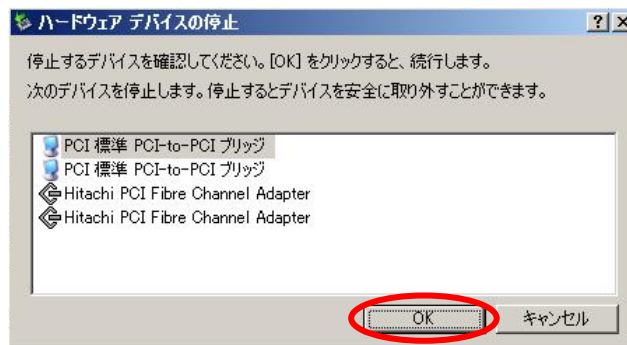 ハードウェア デバイスの停止
停止するデバイスを確認してください。[OK] をクリックすると、続行します。
次のデバイスを停止します。停止するとデバイスを安全に取り外すことができます。
PCI 標準 PCI-to-PCI ブリッジ
PCI 標準 PCI-to-PCI ブリッジ
Hitachi PCI Fibre Channel Adapter
Hitachi PCI Fibre Channel Adapter
OK キャンセル